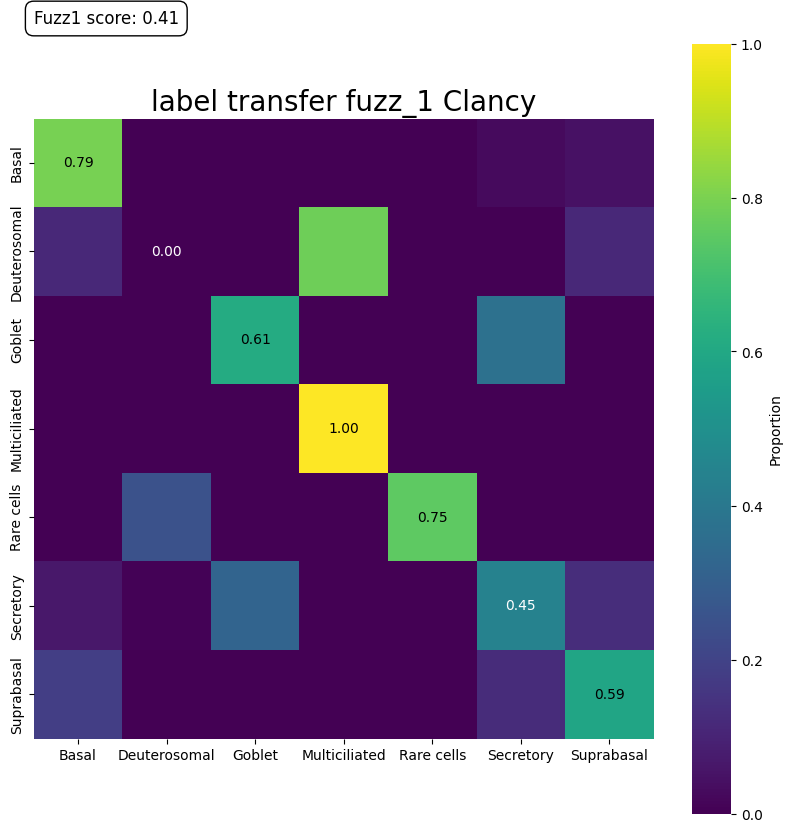 Fuzz1 score: 0.41
label transfer fuzz_1 Clancy
Basal
Deuterosomal
Goblet
Multiciliated
Rare cells
Secretory
Suprabasal
0.79
0.00
0.61
1.00
0.75
0.45
0.59
Basal Deuterosomal Goblet Multiciliated Rare cells Secretory Suprabasal
1.0
0.8
0.6
0.4
0.2
0.0
Proportion